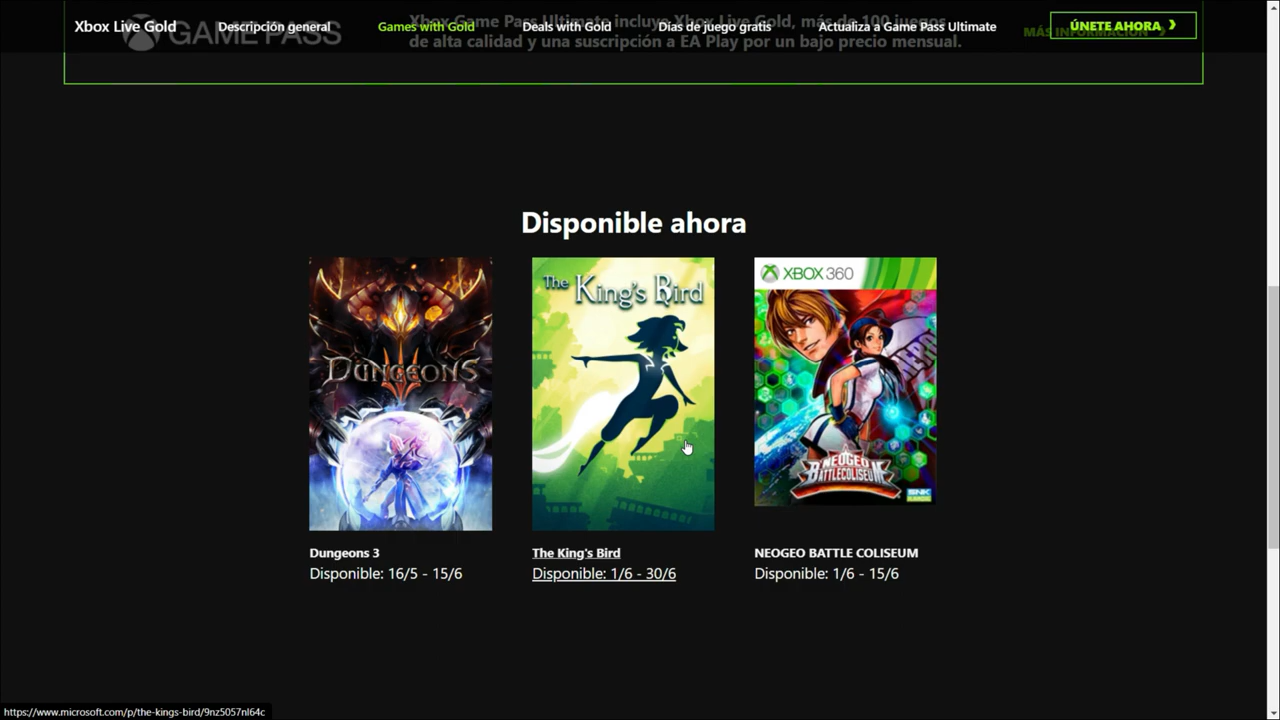 Xbox Live Gold
Descripción general
Games with Gold
Deals with Gold
Días de juego gratis
Actualiza a Game Pass Ultimate
ÚNETE AHORA
GAME PASS
Xbox Game Pass Ultimate incluye Xbox Live Gold, más de 100 juegos
de alta calidad y una suscripción a EA Play por un bajo precio mensual.
MÁS INFORMACIÓN
Disponible ahora
DUNGEONS
The King's Bird
XBOX 360
NEOGEO
BATTLE COLISEUM
SNK
Dungeons 3
Disponible: 16/5 - 15/6
The King's Bird
Disponible: 1/6 - 30/6
NEOGEO BATTLE COLISEUM
Disponible: 1/6 - 15/6
https://www.microsoft.com/p/the-kings-bird/9nz5057nl64c